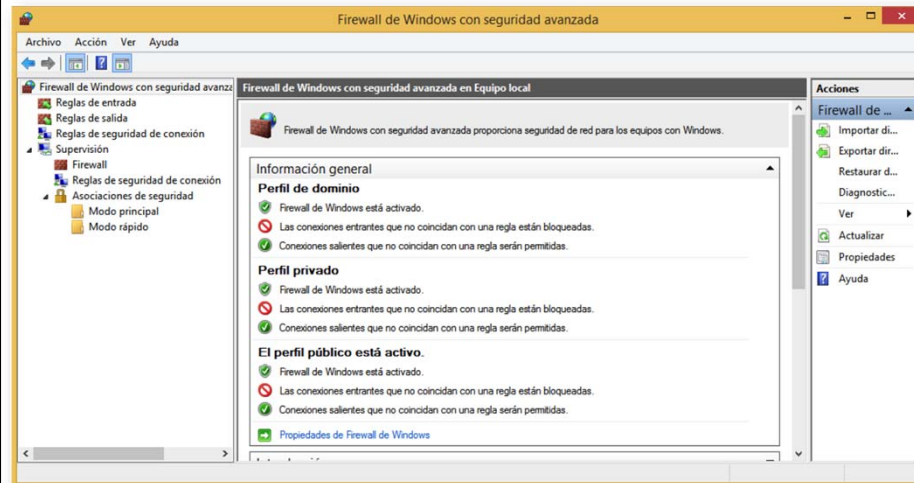 Firewall de Windows con seguridad avanzada
Archivo Acción Ver Ayuda
Firewall de Windows con seguridad avanza
Reglas de entrada
Reglas de salida
Reglas de seguridad de conexión
Supervisión
Firewall
Reglas de seguridad de conexión
Asociaciones de seguridad
Modo principal
Modo rápido
Firewall de Windows con seguridad avanzada en Equipo local
Firewall de Windows con seguridad avanzada proporciona seguridad de red para los equipos con Windows.
Información general
Perfil de dominio
Firewall de Windows está activado.
Las conexiones entrantes que no coincidan con una regla están bloqueadas.
Conexiones salientes que no coincidan con una regla serán permitidas.
Perfil privado
Firewall de Windows está activado.
Las conexiones entrantes que no coincidan con una regla están bloqueadas.
Conexiones salientes que no coincidan con una regla serán permitidas.
El perfil público está activo.
Firewall de Windows está activado.
Las conexiones entrantes que no coincidan con una regla están bloqueadas.
Conexiones salientes que no coincidan con una regla serán permitidas.
Propiedades de Firewall de Windows
Acciones
Firewall de ...
Importar di...
Exportar dir...
Restaurar d...
Diagnostic...
Ver
Actualizar
Propiedades
Ayuda